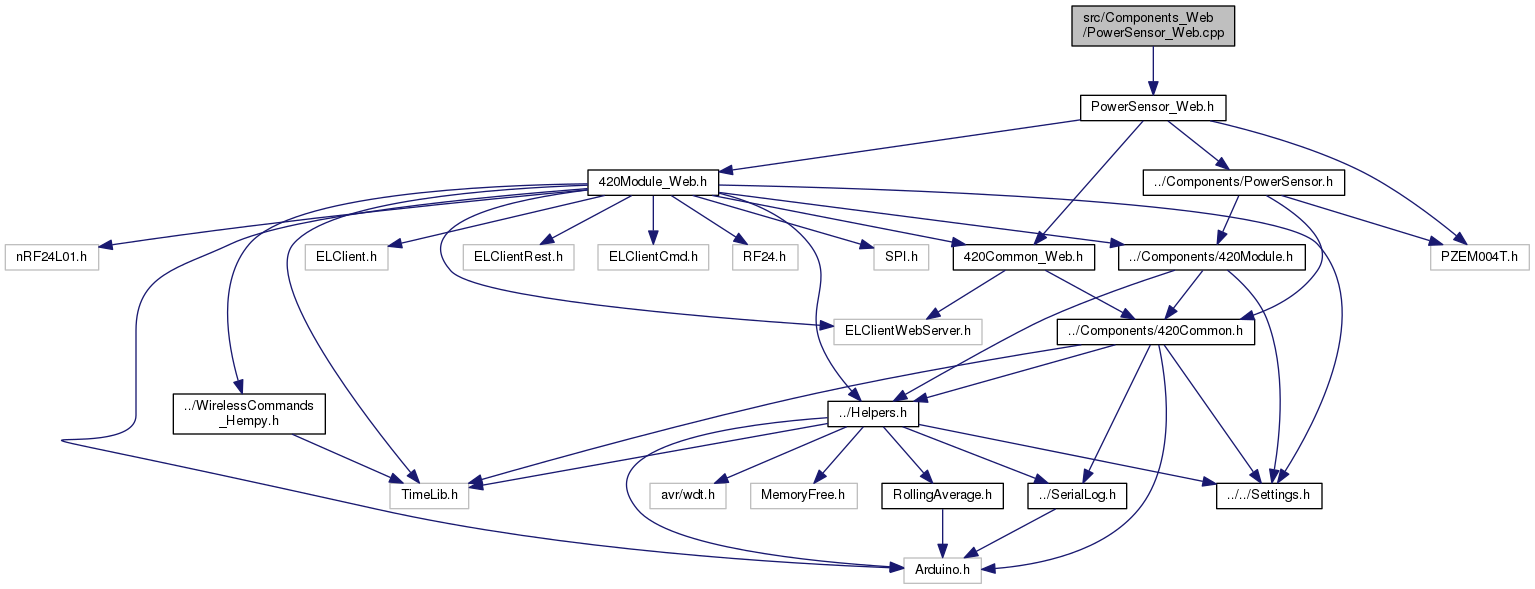 src/Components_Web
/PowerSensor_Web.cpp
PowerSensor_Web.h
420Module_Web.h
../Components/PowerSensor.h
nRF24L01.h
ELClient.h
ELClientRest.h
ELClientCmd.h
RF24.h
SPI.h
420Common_Web.h
../Components/420Module.h
PZEM004T.h
ELClientWebServer.h
../Components/420Common.h
../WirelessCommands
_Hempy.h
../Helpers.h
TimeLib.h
avr/wdt.h
MemoryFree.h
RollingAverage.h
../SerialLog.h
../../Settings.h
Arduino.h